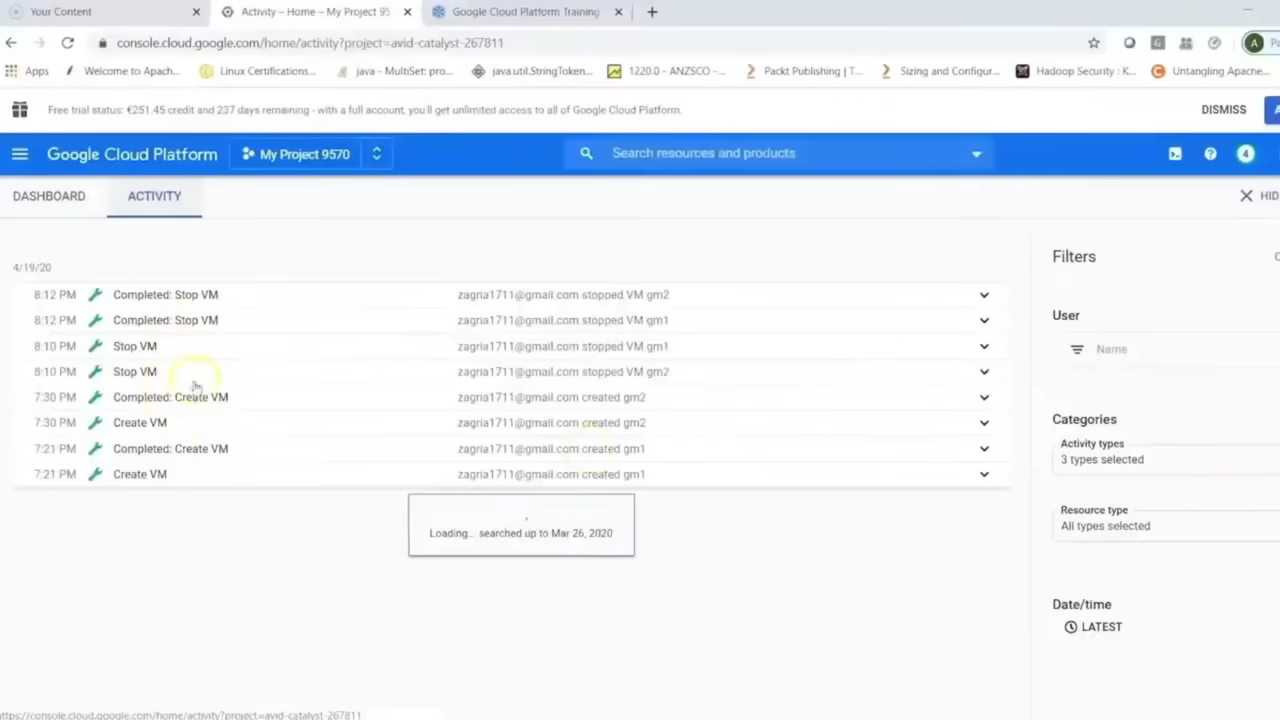 Your Content
Activity – Home – My Project 95
Google Cloud Platform Training
console.cloud.google.com/home/activity?project=avid-catalyst-267811
A
Apps
Welcome to Apach...
Linux Certifications...
java - MultiSet: pro...
java.util.StringToken...
1220.0 - ANZSCO -...
Packt Publishing | T...
Sizing and Configur...
Hadoop Security : K...
Untangling Apache...
Free trial status: €251.45 credit and 237 days remaining - with a full account, you'll get unlimited access to all of Google Cloud Platform.
DISMISS
Google Cloud Platform
My Project 9570
Search resources and products
4
DASHBOARD
ACTIVITY
HID
4/19/20
8:12 PM Completed: Stop VM zagria1711@gmail.com stopped VM gm2
8:12 PM Completed: Stop VM zagria1711@gmail.com stopped VM gm1
8:10 PM Stop VM zagria1711@gmail.com stopped VM gm1
8:10 PM Stop VM zagria1711@gmail.com stopped VM gm2
7:30 PM Completed: Create VM zagria1711@gmail.com created gm2
7:30 PM Create VM zagria1711@gmail.com created gm2
7:21 PM Completed: Create VM zagria1711@gmail.com created gm1
7:21 PM Create VM zagria1711@gmail.com created gm1
Loading... searched up to Mar 26, 2020
Filters
User
Name
Categories
Activity types
3 types selected
Resource type
All types selected
Date/time
LATEST
https://console.cloud.google.com/home/activity?project=avid-catalyst-267811